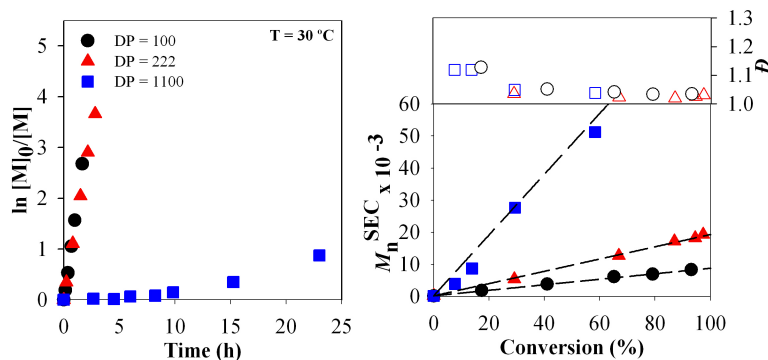 T = 30 ºC
DP = 100
DP = 222
DP = 1100
ln [M]0/[M]
5
4
3
2
1
0
0 5 10 15 20 25
Time (h)
1.3
1.2
1.1
1.0
Đ
60
50
40
30
20
10
0
MnSEC x 10 -3
0 20 40 60 80 100
Conversion (%)